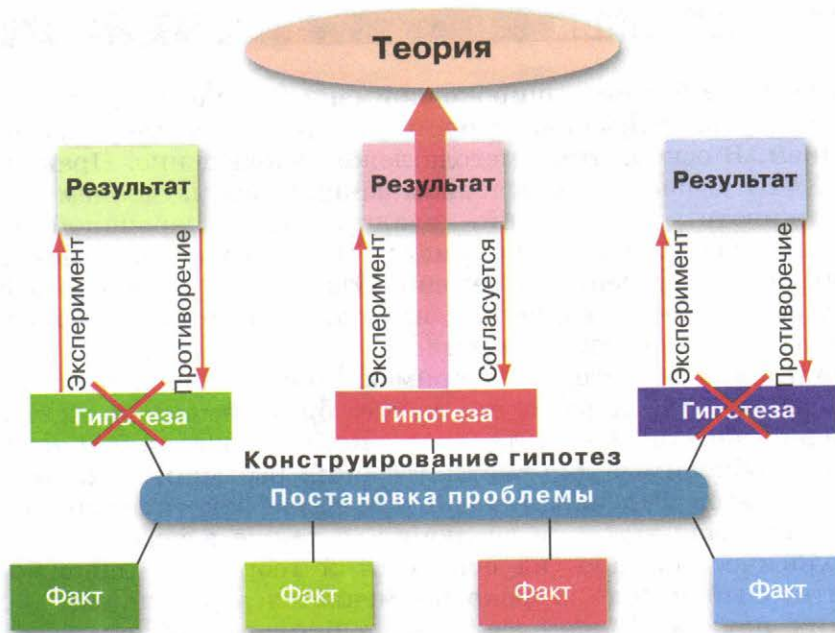 Теория
Результат
Результат
Результат
Эксперимент
Противоречие
Эксперимент
Согласуется
Эксперимент
Противоречие
Гипотеза
Гипотеза
Гипотеза
Конструирование гипотез
Постановка проблемы
Факт
Факт
Факт
Факт